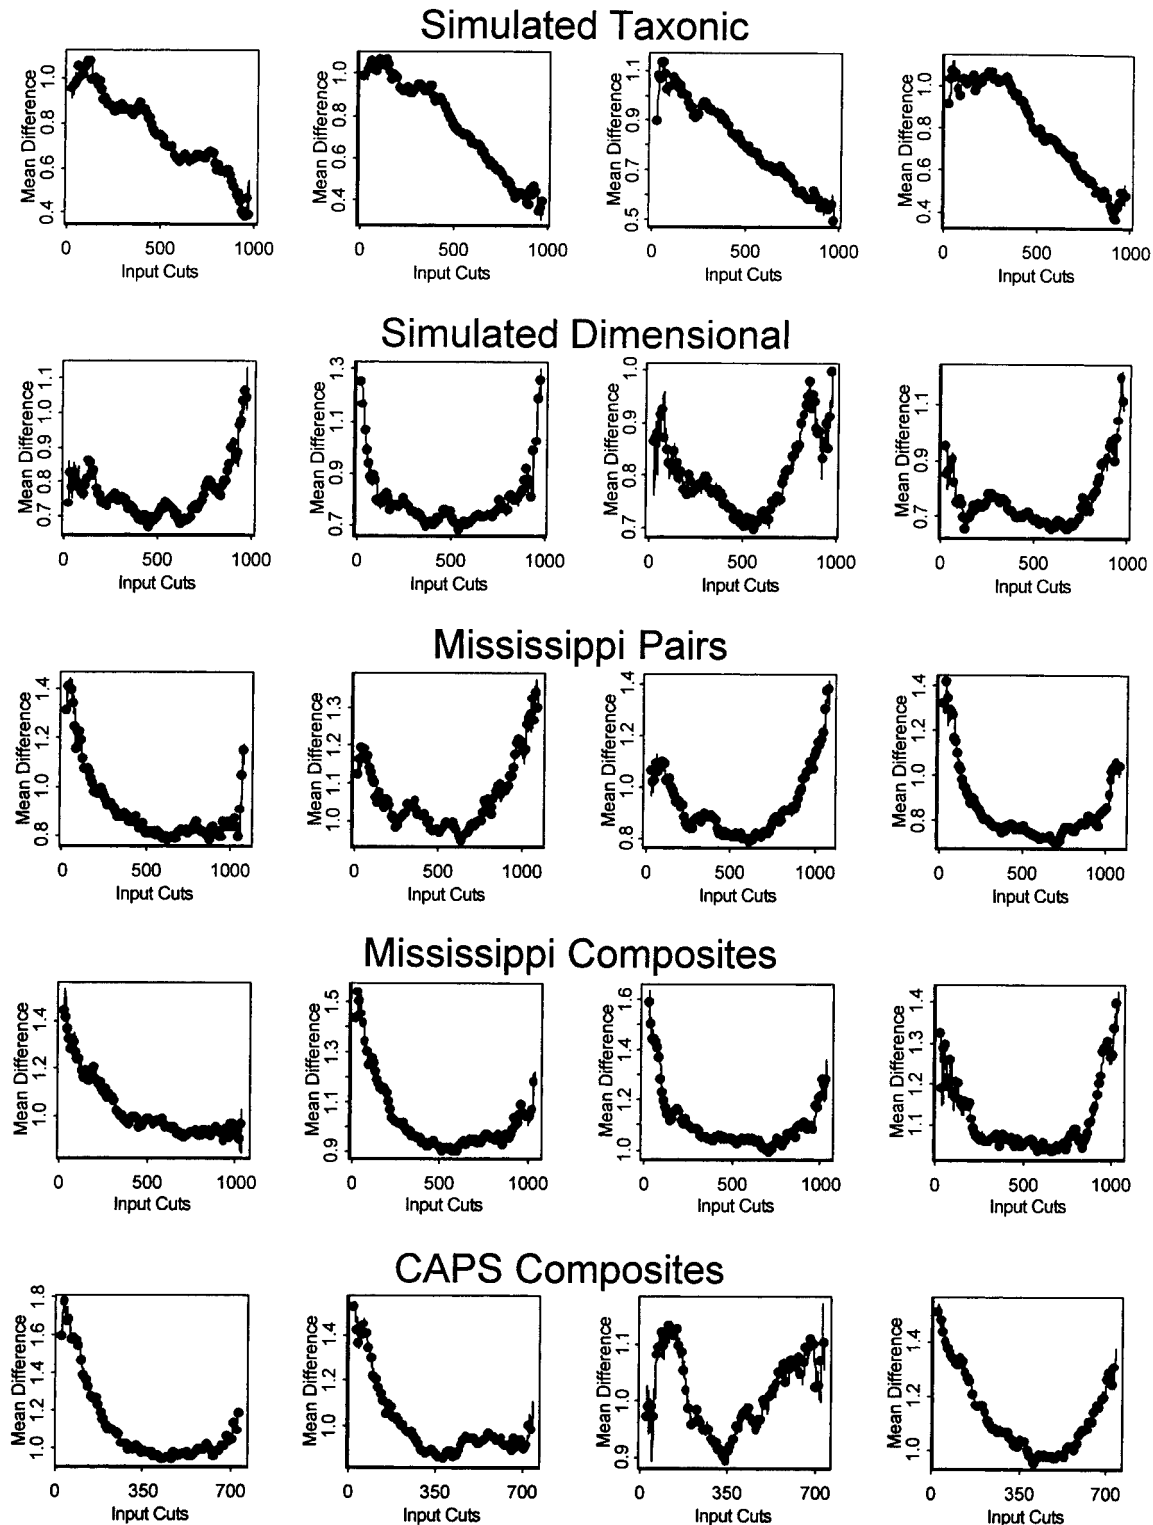 Simulated Taxonic
Mean Difference
0.4 0.6 0.8 1.0
0 500 1000
Input Cuts
Mean Difference
0.4 0.6 0.8 1.0
0 500 1000
Input Cuts
Mean Difference
0.5 0.7 0.9 1.1
0 500 1000
Input Cuts
Mean Difference
0.4 0.6 0.8 1.0
0 500 1000
Input Cuts
Simulated Dimensional
Mean Difference
0.7 0.8 0.9 1.0 1.1
0 500 1000
Input Cuts
Mean Difference
0.7 0.9 1.1 1.3
0 500 1000
Input Cuts
Mean Difference
0.7 0.8 0.9 1.0
0 500 1000
Input Cuts
Mean Difference
0.7 0.9 1.1
0 500 1000
Input Cuts
Mississippi Pairs
Mean Difference
0.8 1.0 1.2 1.4
0 500 1000
Input Cuts
Mean Difference
1.0 1.1 1.2 1.3
0 500 1000
Input Cuts
Mean Difference
0.8 1.0 1.2 1.4
0 500 1000
Input Cuts
Mean Difference
0.8 1.0 1.2 1.4
0 500 1000
Input Cuts
Mississippi Composites
Mean Difference
1.0 1.2 1.4
0 500 1000
Input Cuts
Mean Difference
0.9 1.1 1.3 1.5
0 500 1000
Input Cuts
Mean Difference
1.0 1.2 1.4 1.6
0 500 1000
Input Cuts
Mean Difference
1.1 1.2 1.3 1.4
0 500 1000
Input Cuts
CAPS Composites
Mean Difference
1.0 1.2 1.4 1.6 1.8
0 350 700
Input Cuts
Mean Difference
1.0 1.2 1.4
0 350 700
Input Cuts
Mean Difference
0.9 1.0 1.1
0 350 700
Input Cuts
Mean Difference
1.0 1.2 1.4
0 350 700
Input Cuts